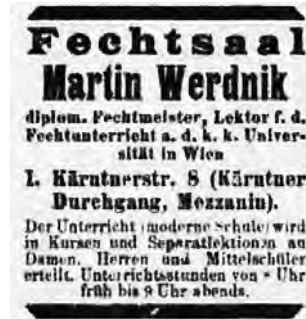 Fechtsaal
Martin Werdnik
diplom. Fechtmeister, Lektor f. d.
Fechtunterricht a. d. k. k. Univer-
sität in Wien
I. Kärntnerstr. 8 (Kärntner
Durchgang, Mezzanin).
Der Unterricht (moderne Schule) wird
in Kursen und Separatlektionen an
Damen, Herren und Mittelschüler
erteilt. Unterrichtsstunden von Uhr
früh bis 9 Uhr abends.